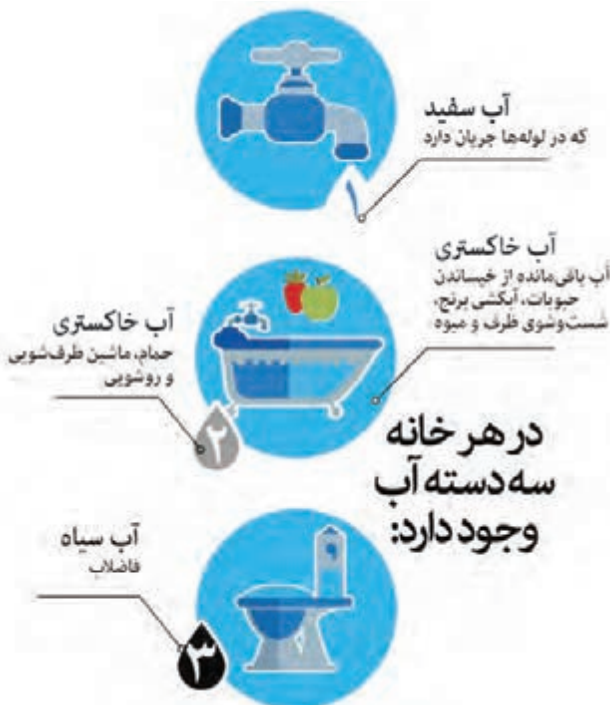 آب سفید
که در لوله‌ها جریان دارد
۱
آب خاکستری
آب باقی‌مانده از خیساندن
حبوبات، آبکشی برنج،
شست‌وشوی ظرف و میوه
آب خاکستری
حمام، ماشین ظرف‌شویی
و روشویی
۲
در هر خانه
سه دسته آب
وجود دارد:
آب سیاه
فاضلاب
۳